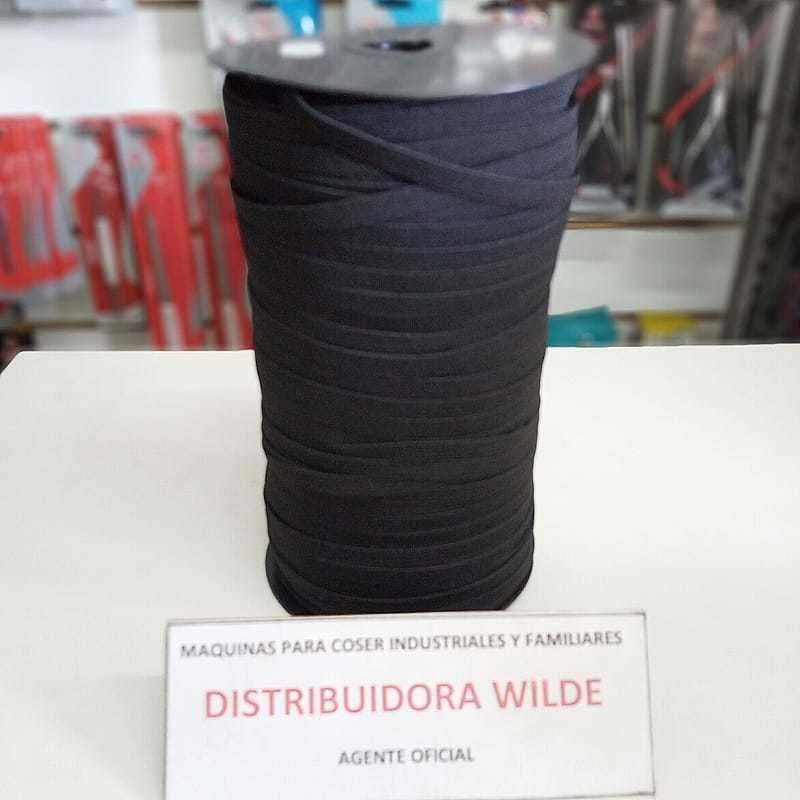 MAQUINAS PARA COSER INDUSTRIALES Y FAMILIARES
DISTRIBUIDORA WILDE
AGENTE OFICIAL